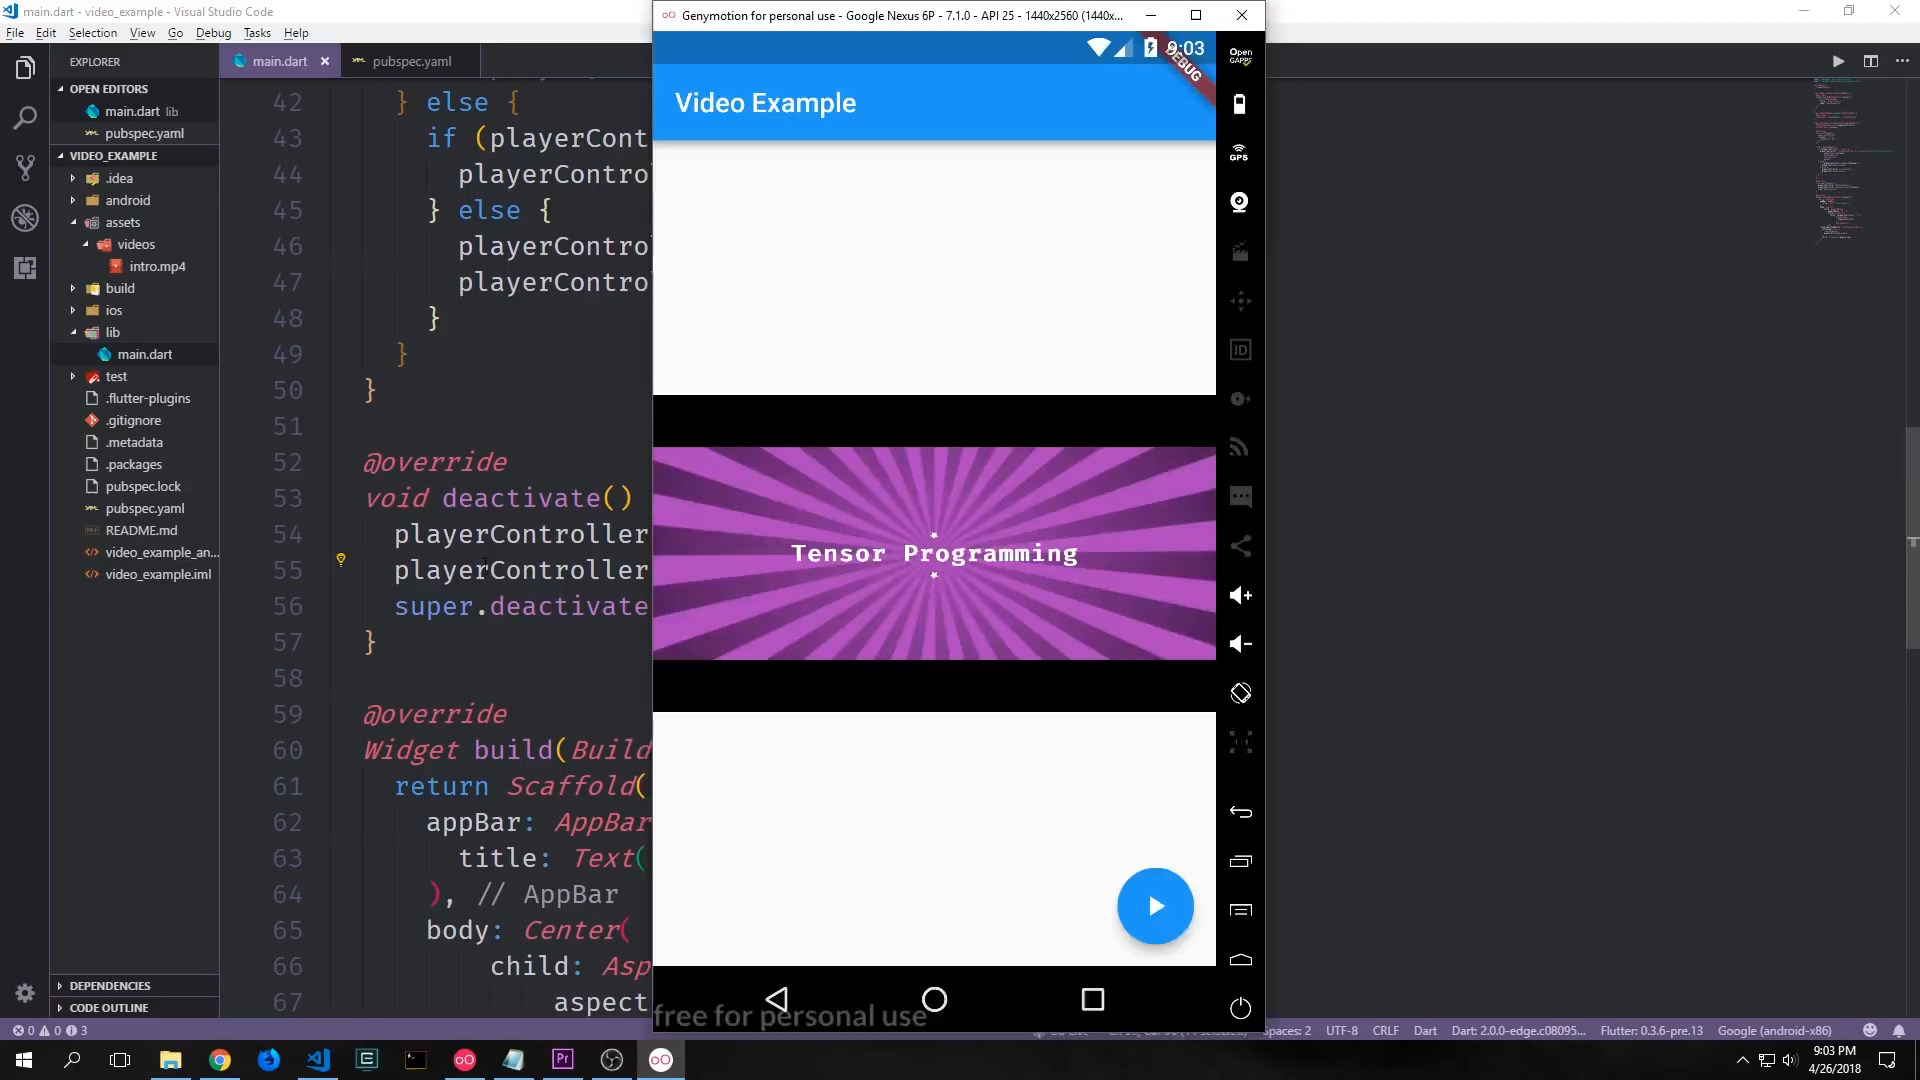 main.dart - video_example - Visual Studio Code
File Edit Selection View Go Debug Tasks Help
EXPLORER
OPEN EDITORS
main.dart lib
pubspec.yaml
VIDEO_EXAMPLE
.idea
android
assets
videos
intro.mp4
build
ios
lib
main.dart
test
.flutter-plugins
.gitignore
.metadata
.packages
pubspec.lock
pubspec.yaml
README.md
video_example_an...
video_example.iml
DEPENDENCIES
CODE OUTLINE
main.dart
pubspec.yaml
42 } else {
43 if (playerCont
44 playerContro
45 } else {
46 playerContro
47 playerContro
48 }
49 }
50 }
51
52 @override
53 void deactivate()
54 playerController
55 playerController
56 super.deactivate
57 }
58
59 @override
60 Widget build(Build
61 return Scaffold(
62 appBar: AppBar
63 title: Text(
64 ), // AppBar
65 body: Center(
66 child: Asp
67 aspect
Genymotion for personal use - Google Nexus 6P - 7.1.0 - API 25 - 1440x2560 (1440x...
9:03
DEBUG
Video Example
Tensor Programming
free for personal use
Open
GAPPS
GPS
ID
0 0 3
Spaces: 2 UTF-8 CRLF Dart Dart: 2.0.0-edge.c08095... Flutter: 0.3.6-pre.13 Google (android-x86)
Pr
9:03 PM
4/26/2018